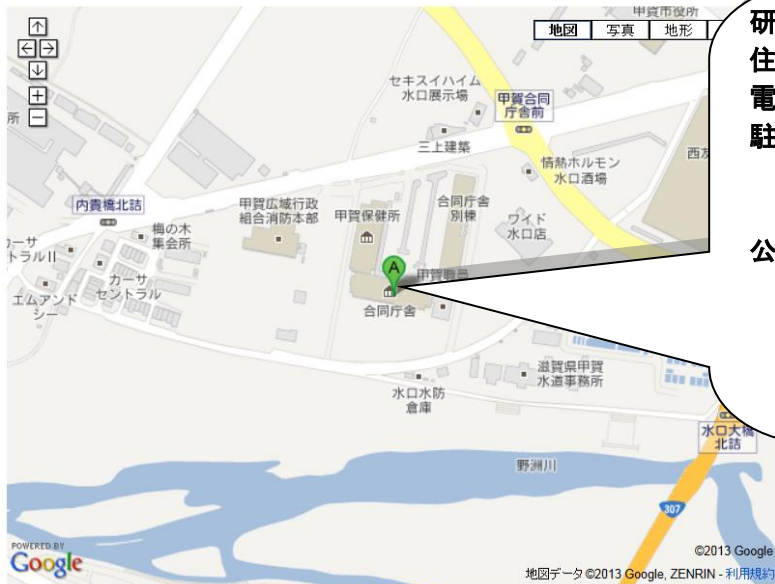 甲賀市役所
地図
写真
地形
研
住
電
駐
公
セキスイハイム
水口展示場
甲賀合同
庁舎前
三上建築
情熱ホルモン
水口酒場
西友
所
内貴橋北詰
梅の木
集会所
甲賀広域行政
組合消防本部
甲賀保健所
合同庁舎
別棟
ワイド
水口店
カーサ
トラルII
カーサ
セントラル
エムアンド
シー
A
甲賀職員
合同庁舎
滋賀県甲賀
水道事務所
水口水防
倉庫
水口大橋
北詰
野洲川
307
POWERED BY
Google
©2013 Google
地図データ ©2013 Google, ZENRIN - 利用規約